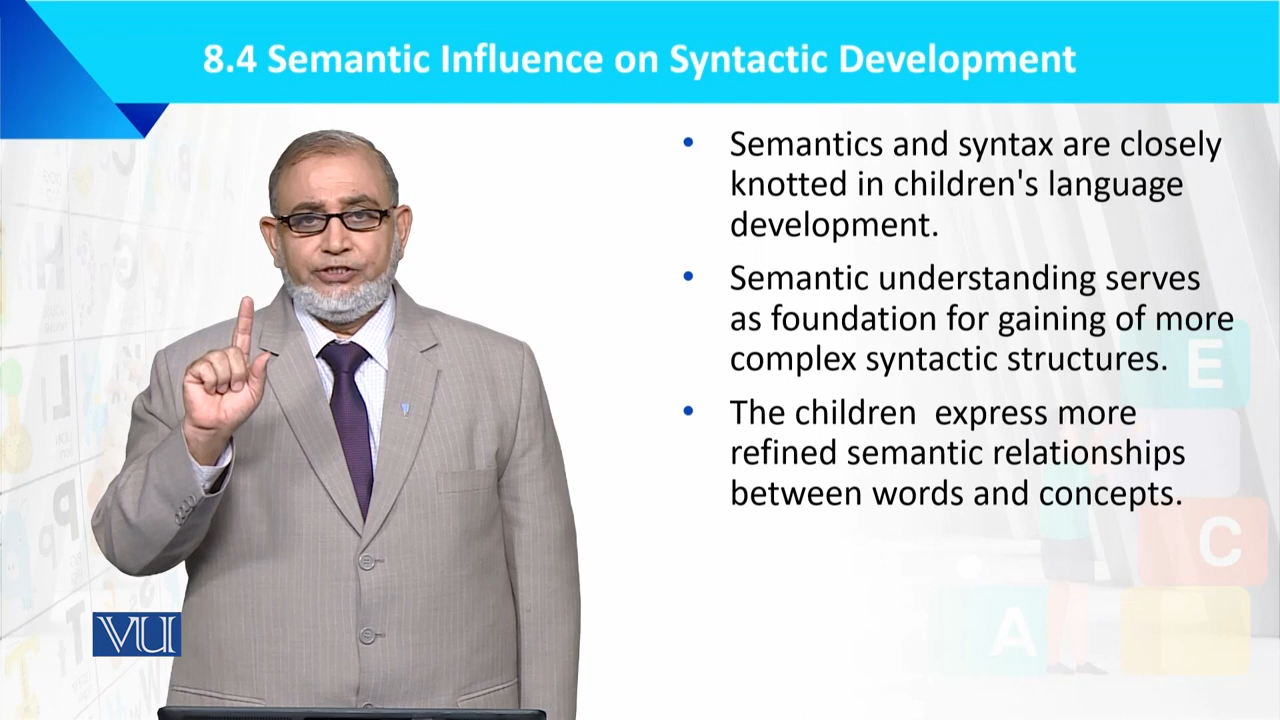 8.4 Semantic Influence on Syntactic Development
• Semantics and syntax are closely
knotted in children's language
development.
• Semantic understanding serves
as foundation for gaining of more
complex syntactic structures.
• The children  express more
refined semantic relationships
between words and concepts.
VU
E
C
A